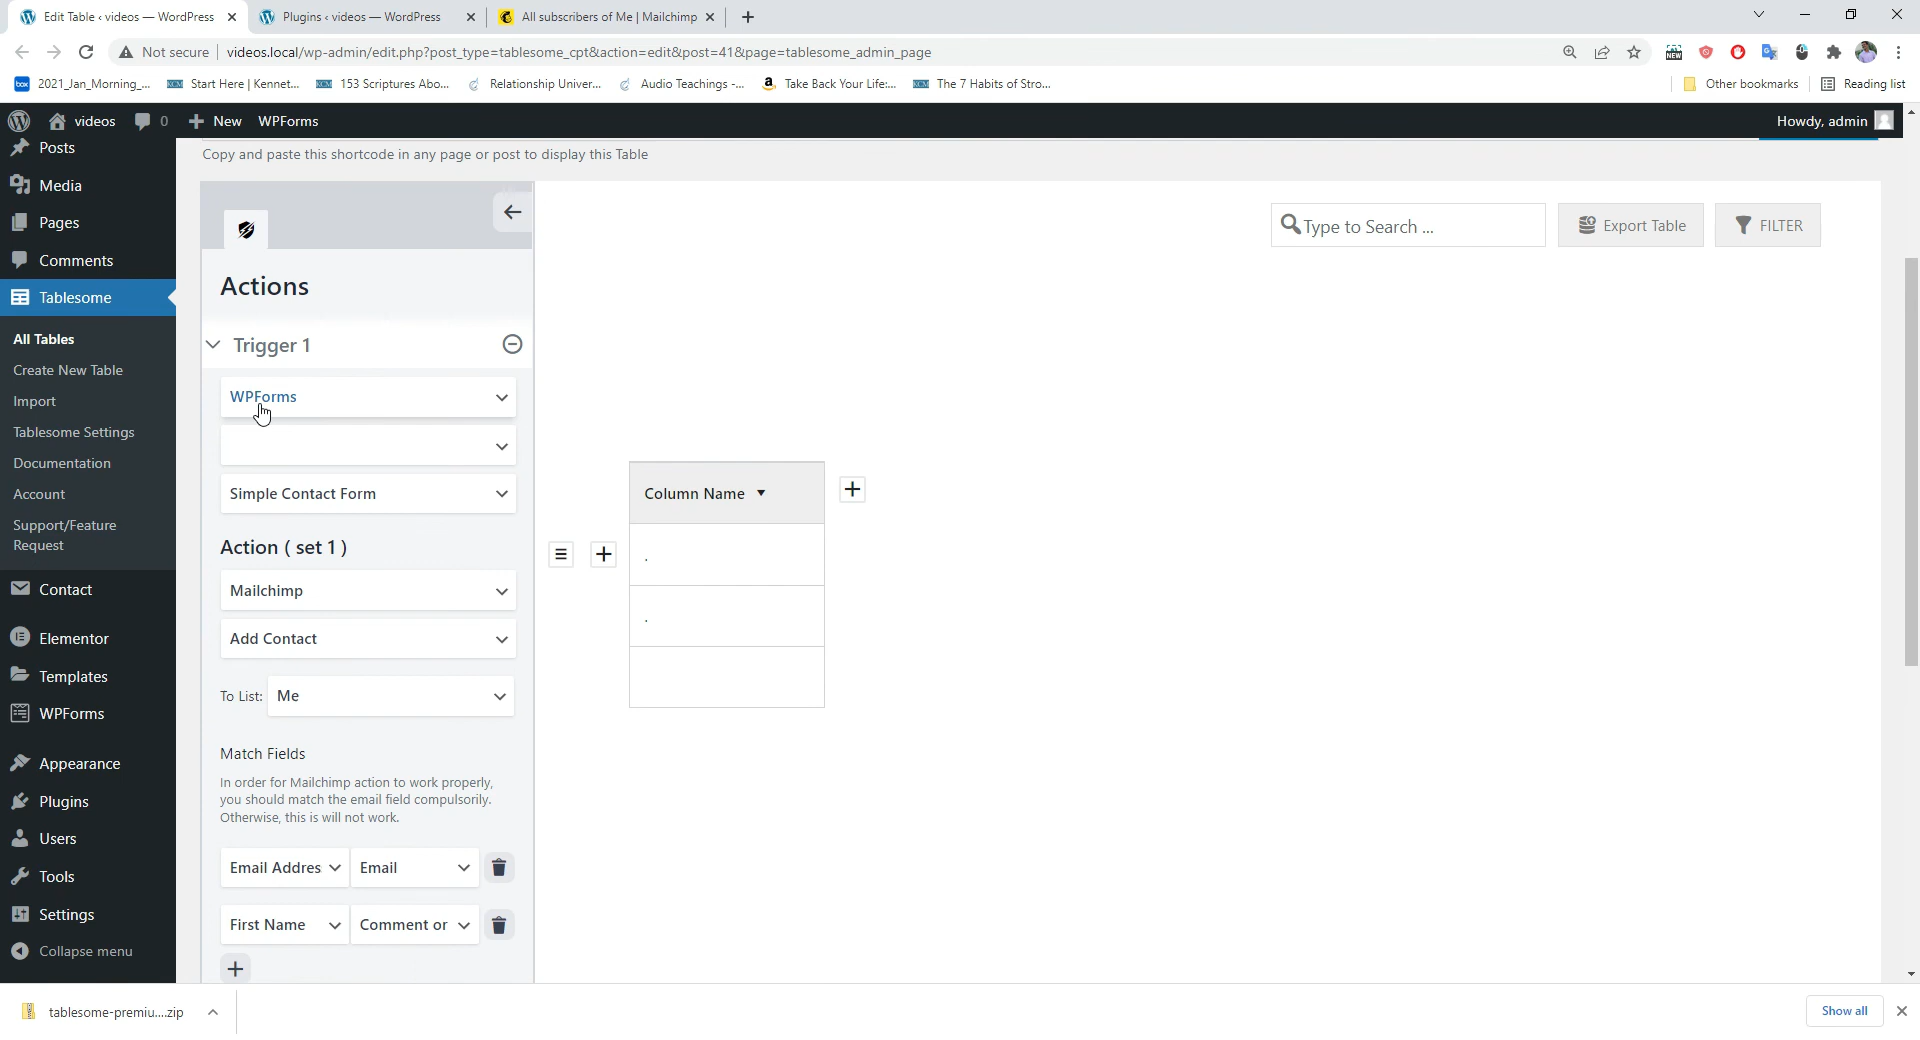 Edit Table ‹ videos — WordPress
Plugins ‹ videos — WordPress
All subscribers of Me | Mailchimp
Not secure
videos.local/wp-admin/edit.php?post_type=tablesome_cpt&action=edit&post=41&page=tablesome_admin_page
NEW
box
2021_Jan_Morning_...
KCM
Start Here | Kennet...
KCM
153 Scriptures Abo...
Relationship Univer...
Audio Teachings -...
Take Back Your Life:...
KCM
The 7 Habits of Stro...
Other bookmarks
Reading list
videos
0
New
WPForms
Howdy, admin
Posts
Media
Pages
Comments
Tablesome
All Tables
Create New Table
Import
Tablesome Settings
Documentation
Account
Support/Feature
Request
Contact
Elementor
Templates
WPForms
Appearance
Plugins
Users
Tools
Settings
Collapse menu
Copy and paste this shortcode in any page or post to display this Table
Actions
Trigger 1
WPForms
Simple Contact Form
Action ( set 1 )
Mailchimp
Add Contact
To List:
Me
Match Fields
In order for Mailchimp action to work properly,
you should match the email field compulsorily.
Otherwise, this is will not work.
Email Addres
Email
First Name
Comment or
Type to Search ...
Export Table
FILTER
Column Name
.
.
tablesome-premiu....zip
Show all